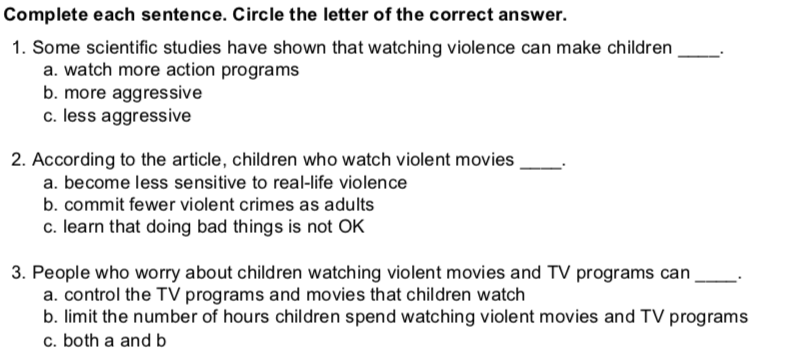 Complete each sentence. Circle the letter of the correct answer.
1. Some scientific studies have shown that watching violence can make children _____.
a. watch more action programs
b. more aggressive
c. less aggressive
2. According to the article, children who watch violent movies _____.
a. become less sensitive to real-life violence
b. commit fewer violent crimes as adults
c. learn that doing bad things is not OK
3. People who worry about children watching violent movies and TV programs can _____.
a. control the TV programs and movies that children watch
b. limit the number of hours children spend watching violent movies and TV programs
c. both a and b